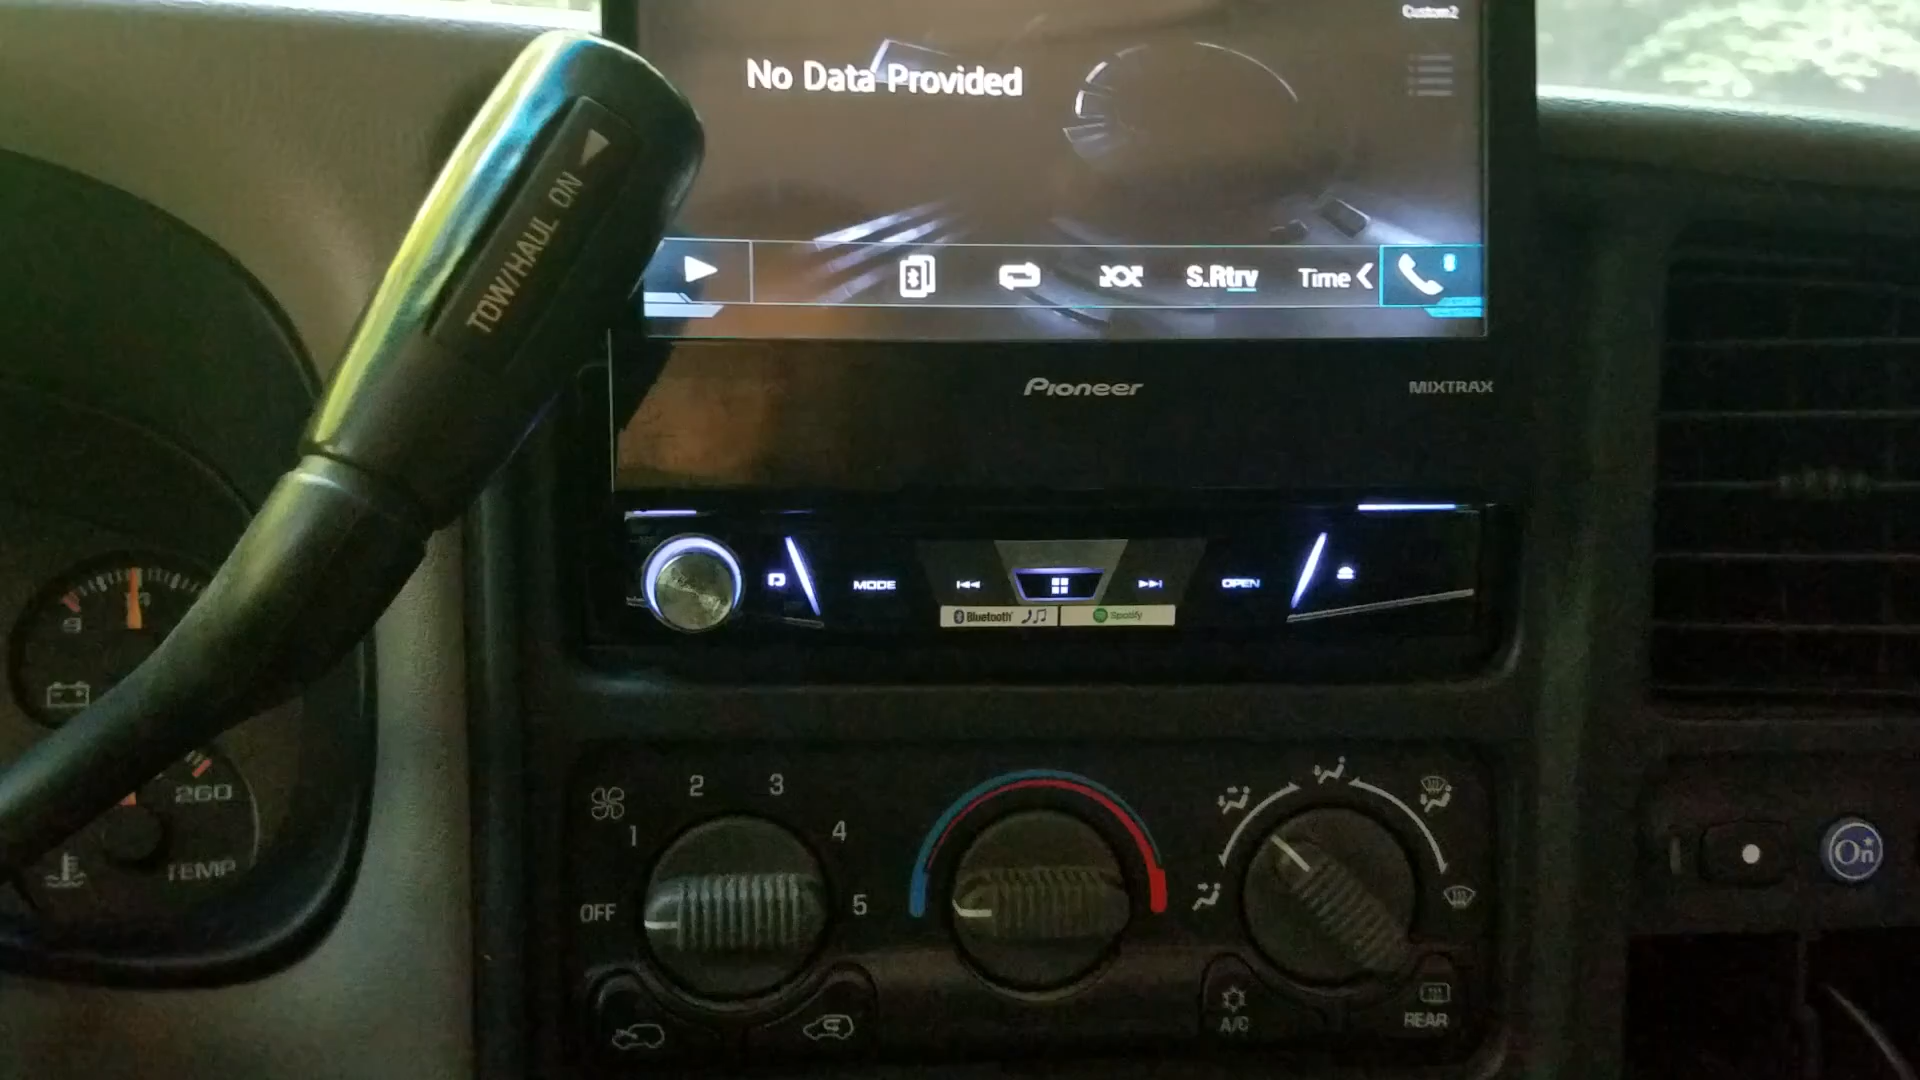 Custom2
No Data Provided
TOW/HAUL ON
S.Rtrv
Time
Pioneer
MIXTRAX
MODE
OPEN
Bluetooth
Spotify
260
TEMP
2
3
1
4
OFF
5
On
A/C
REAR